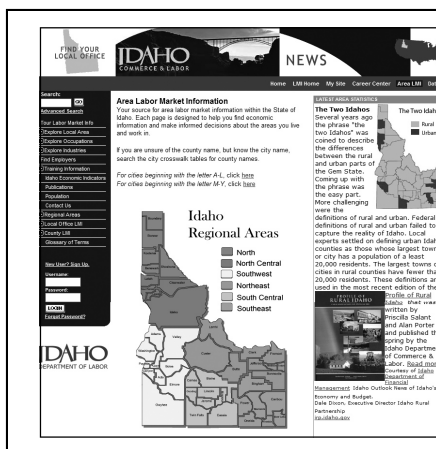 FIND YOUR
LOCAL OFFICE
IDAHO
COMMERCE & LABOR
NEWS
Home LMI Home My Site Career Center Area LMI
Search:
GO
Advanced Search
Your Labor Market Info
Explore Local Area
Explore Occupations
Explore Industries
Find Employers
Training Information
Idaho Economic Indicators
Publications
Population
Contact Us
Regional Areas
Local Office LMI
County LMI
Glossary of Terms
New User? Sign Up.
Username:
Password:
LOGIN
Forgot Password?
IDAHO
DEPARTMENT OF LABOR
Area Labor Market Information
Your source for area labor market information within the State of
Idaho. Each page is designed to help you find economic
information and make informed decisions about the areas you live
and work in.
If you are unsure of the county name, but know the city name,
search the city crosswalk tables for county names.
For cities beginning with the letter A-L, click here
For cities beginning with the letter M-Y, click here
Idaho
Regional Areas
North
North Central
Southwest
Northeast
South Central
Southeast
LATEST AREA STATISTICS
The Two Idahos
Several years ago
the phrase "the
two Idahos" was
coined to describe
the differences
between the rural
and urban parts of
the Gem State.
Coming up with
the phrase was
the easy part.
More challenging
were the
definitions of rural and urban. Federal
definitions of rural and urban failed to
capture the reality of Idaho. Local
experts settled on defining urban Idah
counties as those whose largest town
or city has a population of a least
20,000 residents. The largest towns o
cities in rural counties have fewer tha
20,000 residents. These definitions ar
used in the most recent edition of the
The Two Idah
Rural
Urban
PROFILE OF
RURAL IDAHO
Profile of Rural
Idaho that was
written by
Priscilla Salant
and Alan Porter
and published th
spring by the
Idaho Departme
of Commerce &
Labor. Read mor
Courtesy of Idaho
Department of
Financial
Management Idaho Outlook News of Idaho's
Economy and Budget.
Dale Dixon, Executive Director Idaho Rural
Partnership
irp.idaho.gov